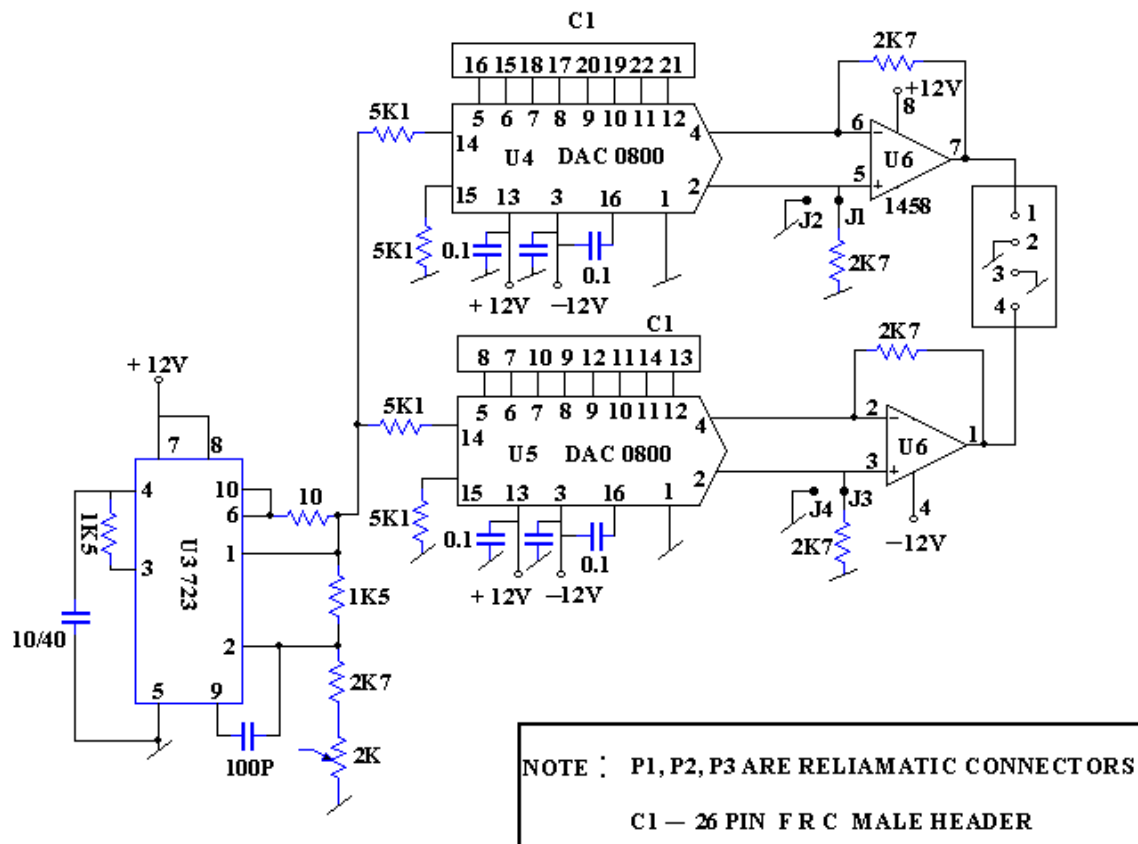 C1
16 15 18 17 20 19 22 21
2K7
+12V
8
5K1
5 6 7 8 9 10 11 12
4
14
U4 DAC 0800
6
−
7
U6
15
13 3 16 1
2
5
+
1458
J2 J1
1
2
3
4
5K1
0.1
0.1
2K7
+ 12V −12V
C1
8 7 10 9 12 11 14 13
2K7
+ 12V
5K1
5 6 7 8 9 10 11 12
4
14
U5 DAC 0800
2
−
1
U6
15
13 3 16 1
2
3
+
4
J4 J3
−12V
5K1
0.1
0.1
2K7
+ 12V −12V
7 8
4
10
6
10
1K5
3
U3 723
1
1K5
10/40
2
2K7
5 9
100P
2K
NOTE : P1, P2, P3 ARE RELIAMATIC CONNECTORS
C1 — 26 PIN F R C MALE HEADER